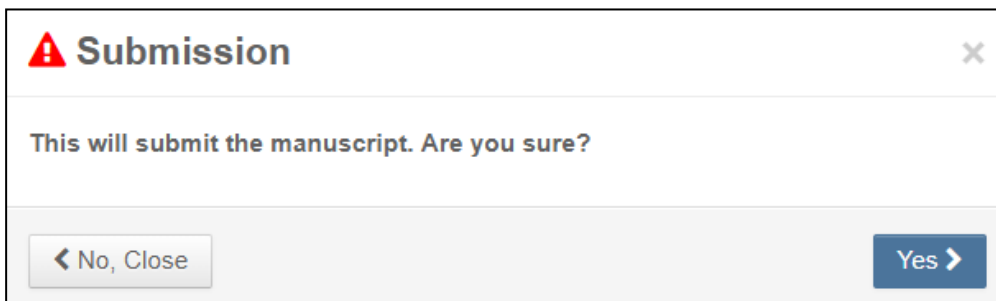 Submission
This will submit the manuscript. Are you sure?
No, Close
Yes